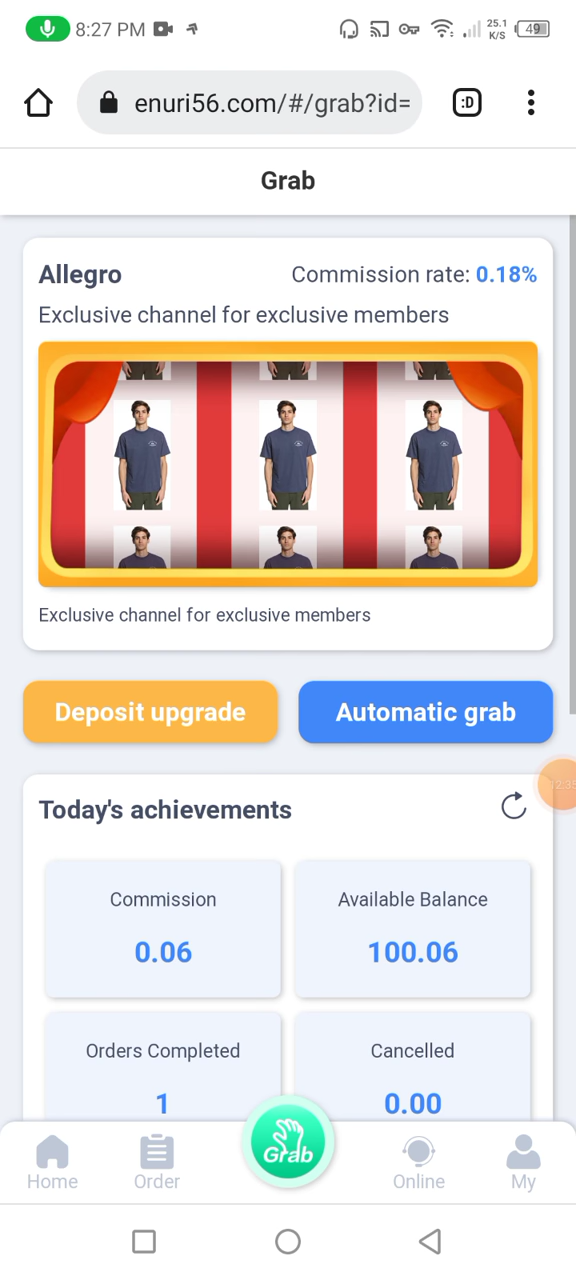 8:27 PM
25.1
K/S
49
enuri56.com/#/grab?id=
:D
Grab
Allegro
Commission rate: 0.18%
Exclusive channel for exclusive members
Exclusive channel for exclusive members
Deposit upgrade
Automatic grab
12:35
Today's achievements
Commission
Available Balance
0.06
100.06
Orders Completed
Cancelled
1
0.00
Grab
Home
Order
Online
My